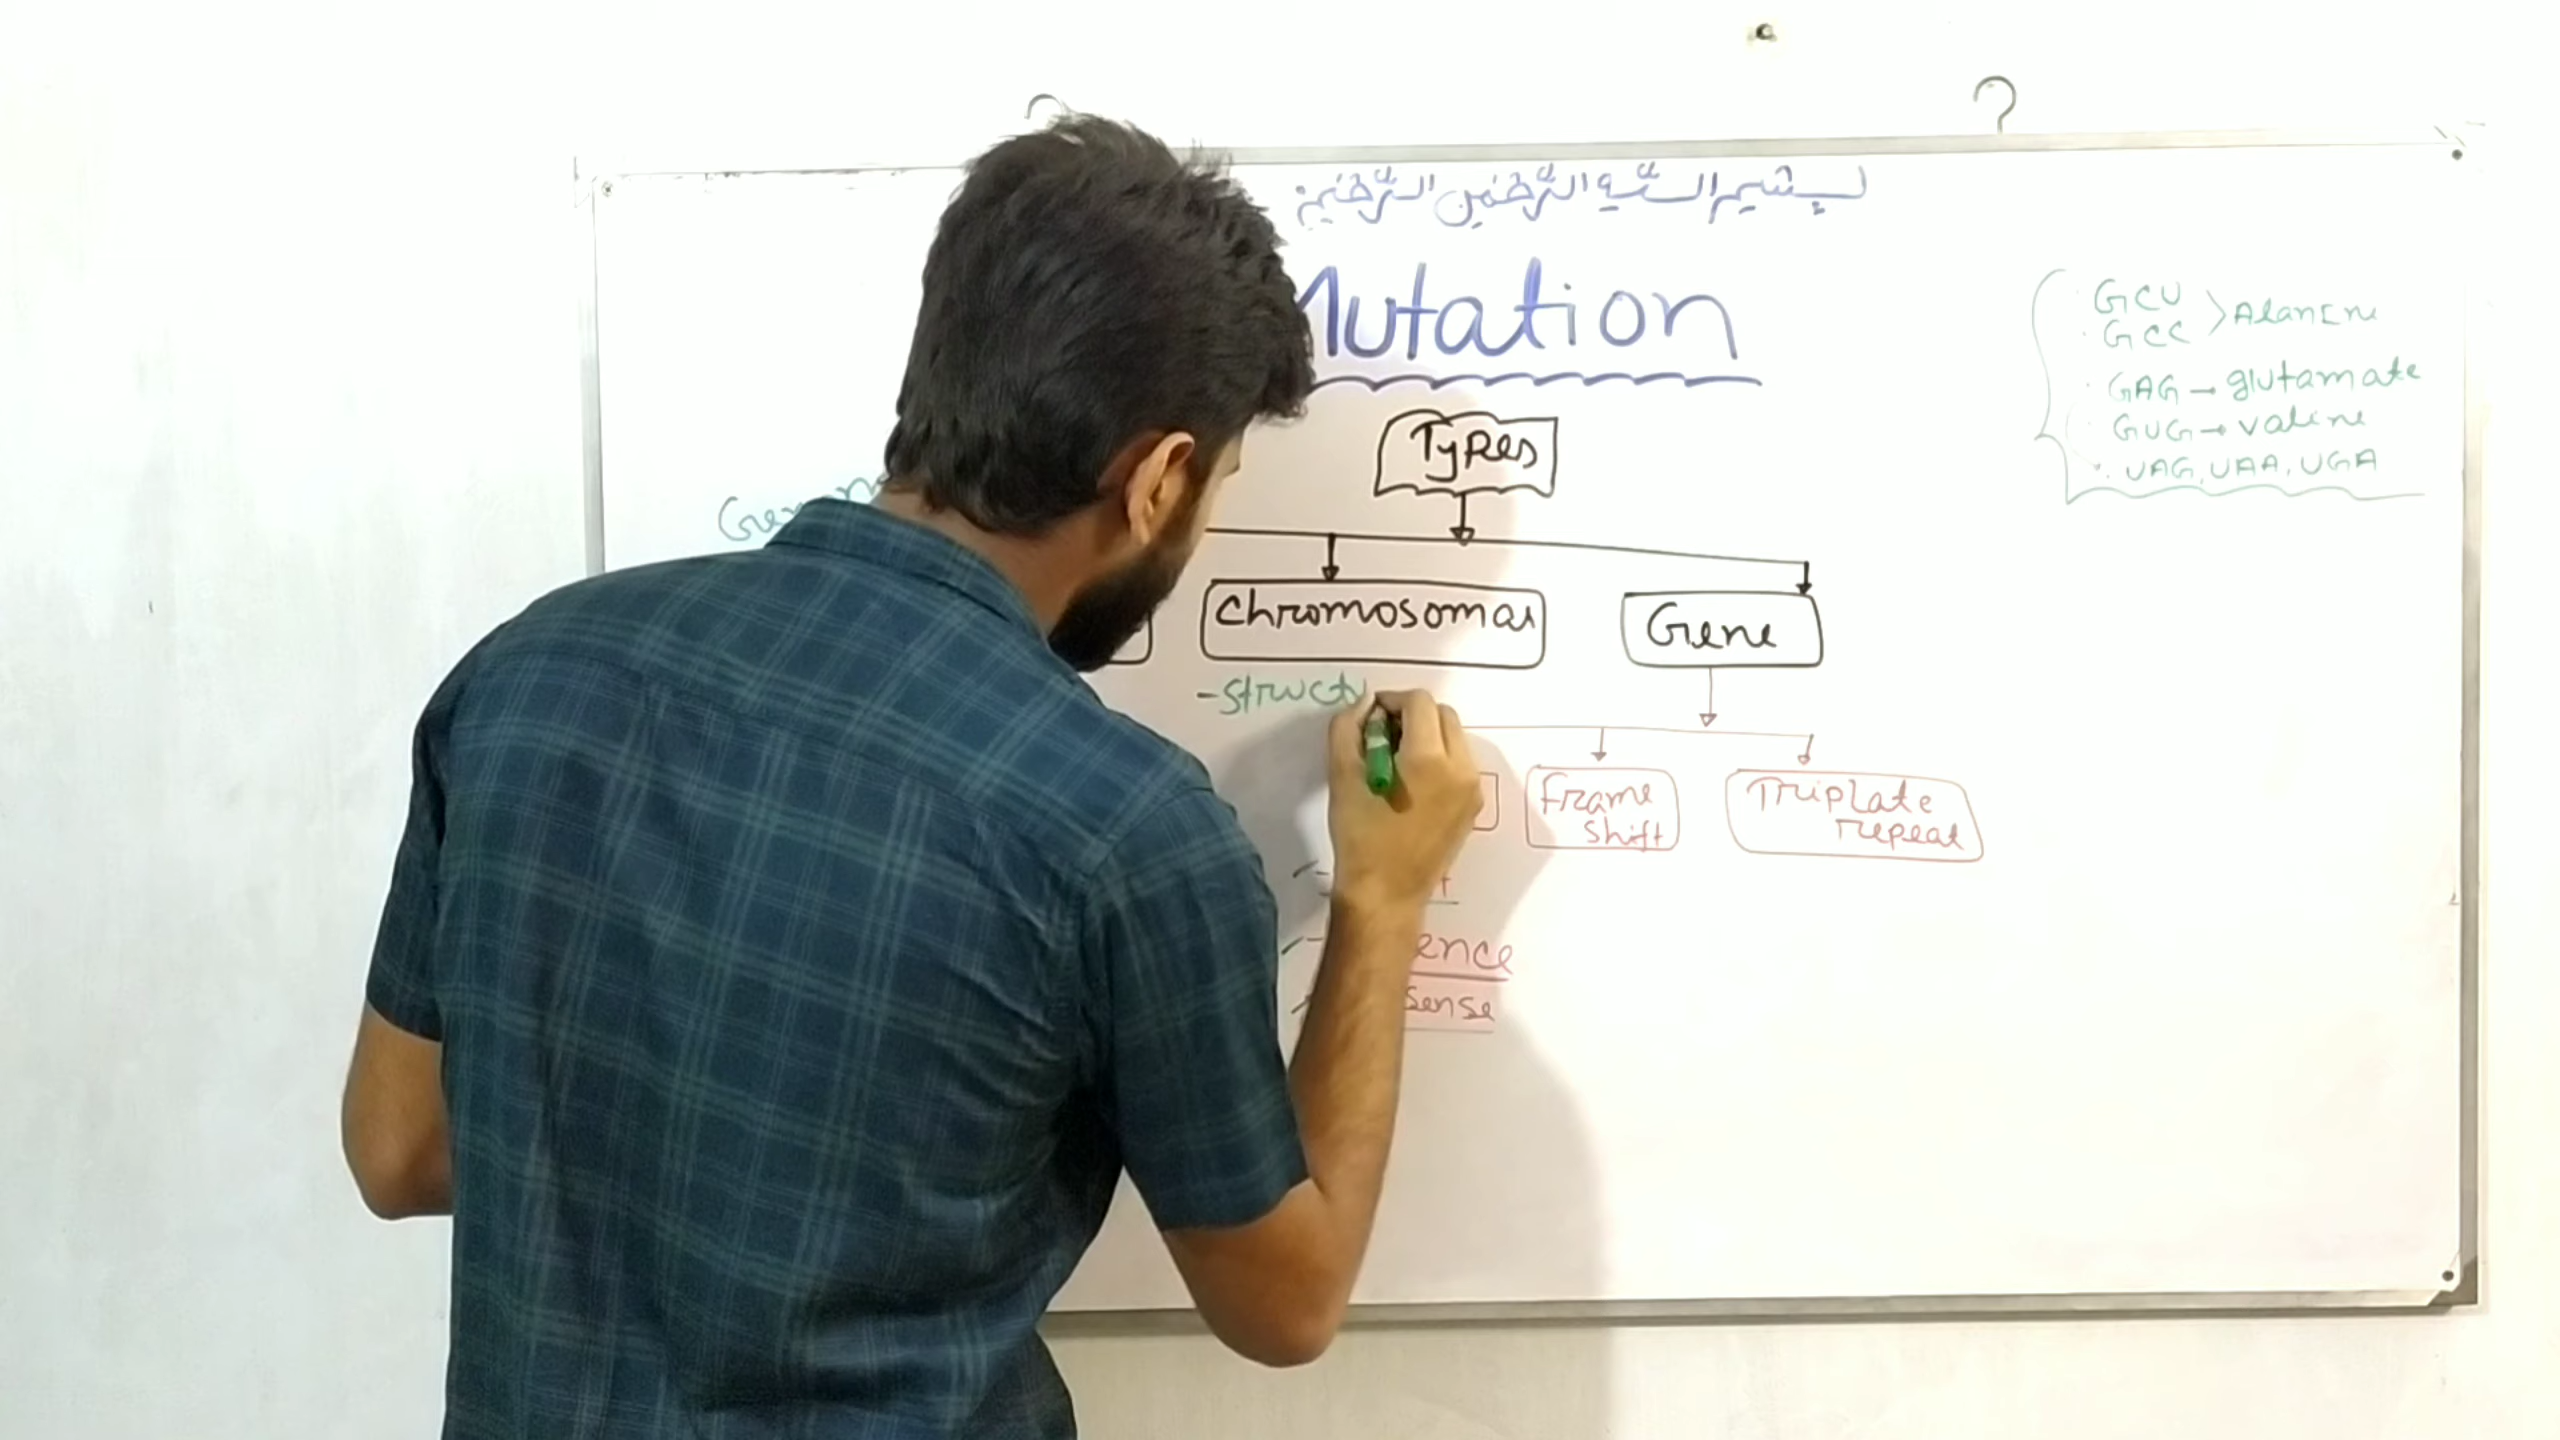 بسم الله الرحمن الرحيم
Mutation
Types
Chromosomal
Gene
-Structu
Frame
Shift
Triplate
repeat
GCU
GCC
Alanine
GAG → glutamate
GUG → valine
UAG, UAA, UGA